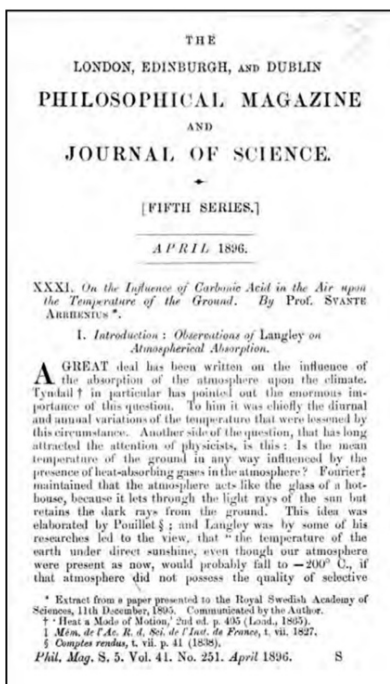 THE
LONDON, EDINBURGH, AND DUBLIN
PHILOSOPHICAL MAGAZINE
AND
JOURNAL OF SCIENCE.
[FIFTH SERIES.]
APRIL 1896.
XXXI. On the Influence of Carbonic Acid in the Air upon
the Temperature of the Ground. By Prof. SVANTE
ARRHENIUS *.
I. Introduction : Observations of Langley on
Atmospherical Absorption.
A GREAT deal has been written on the influence of
the absorption of the atmosphere upon the climate.
Tyndall † in particular has pointed out the enormous im-
portance of this question. To him it was chiefly the diurnal
and annual variations of the temperature that were lessened by
this circumstance. Another side of the question, that has long
attracted the attention of physicists, is this : Is the mean
temperature of the ground in any way influenced by the
presence of heat-absorbing gases in the atmosphere ? Fourier ‡
maintained that the atmosphere acts like the glass of a hot-
house, because it lets through the light rays of the sun but
retains the dark rays from the ground. This idea was
elaborated by Pouillet § ; and Langley was by some of his
researches led to the view, that "the temperature of the
earth under direct sunshine, even though our atmosphere
were present as now, would probably fall to −200° C., if
that atmosphere did not possess the quality of selective
* Extract from a paper presented to the Royal Swedish Academy of
Sciences, 11th December, 1895. Communicated by the Author.
† 'Heat a Mode of Motion,' 2nd ed. p. 405 (Lond., 1865).
‡ Mém. de l'Ac. R. d. Sci. de l'Inst. de France, t. vii. 1827.
§ Comptes rendus, t. vii. p. 41 (1838).
Phil. Mag. S. 5. Vol. 41. No. 251. April 1896. S